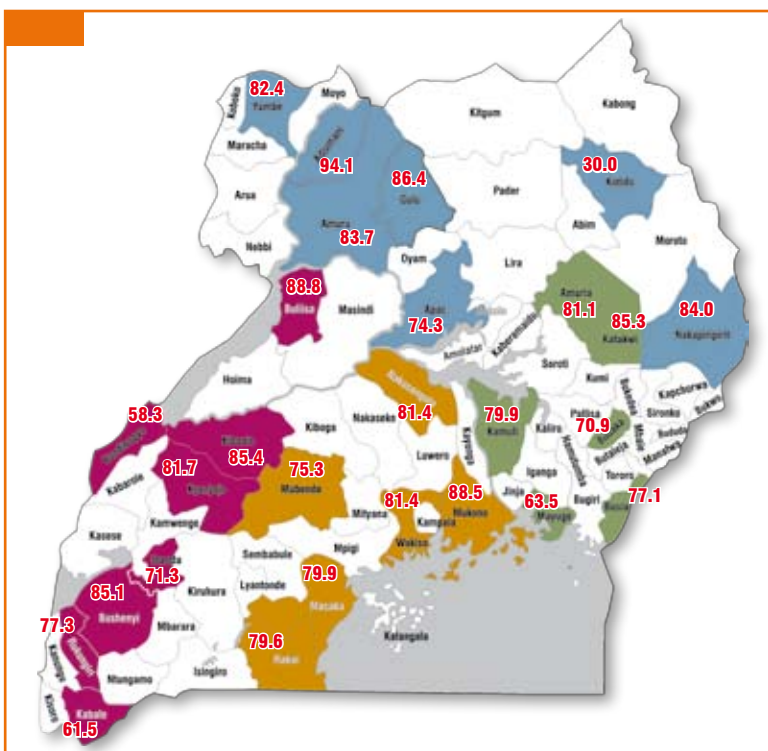 82.4
Yumbe
Koboko
Moyo
Maracha
Adjumani
94.1
Arua
Amuru
83.7
Nebbi
86.4
Gulu
Kitgum
Kabong
Pader
30.0
Kotido
Abim
Moroto
Oyam
Lira
88.8
Buliisa
Masindi
Apac
74.3
Amuria
81.1
85.3
Katakwi
84.0
Nakapiripirit
Amolatar
Kaberamaido
Soroti
Hoima
Nakasongola
81.4
Kumi
Bukedea
Kapchorwa
Bukwo
Sironko
58.3
Kibaale
81.7
85.4
Kyenjojo
Kiboga
Nakaseke
Luwero
Kayonga
79.9
Kamuli
Kaliro
Pallisa
70.9
Budaka
Mbale
Bududa
Manafwa
Butaleja
Namutumba
Tororo
Kabarole
75.3
Mubende
Iganga
Jinja
63.5
Mayuge
Bugiri
77.1
Busia
Kamwenge
Kasese
Mityana
81.4
Kampala
Wakiso
88.5
Mukono
Mpigi
Sembabule
71.3
Kiruhura
Lyantonde
79.9
Masaka
85.1
Bushenyi
Mbarara
77.3
Rukungiri
Kanungu
79.6
Rakai
Kalangala
Isingiro
Ntungamo
Kisoro
Kabale
61.5